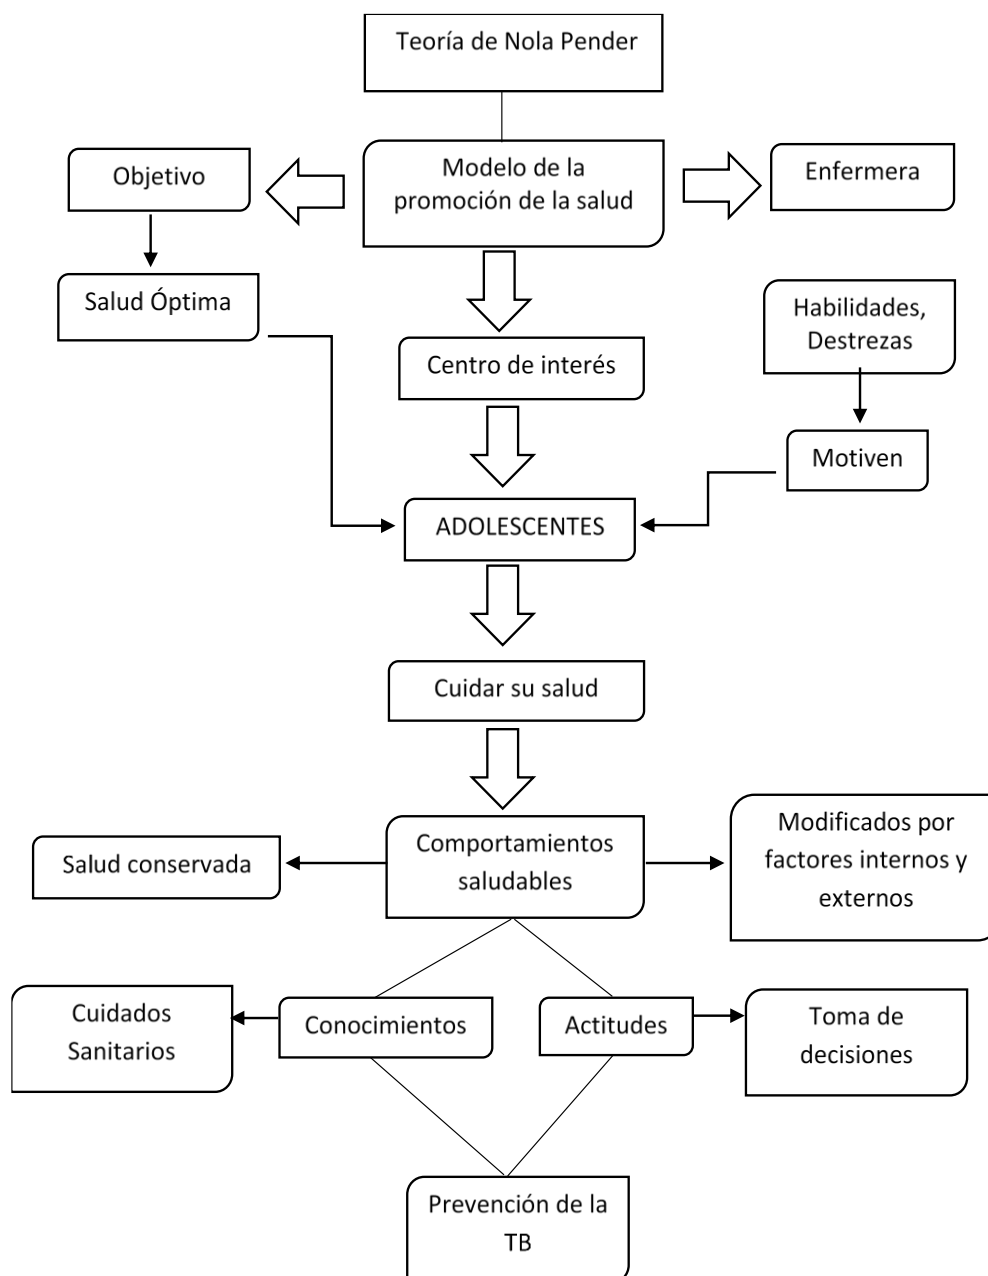 Teoría de Nola Pender
Modelo de la
promoción de la salud
Objetivo
Enfermera
Salud Óptima
Habilidades,
Destrezas
Centro de interés
Motiven
ADOLESCENTES
Cuidar su salud
Comportamientos
saludables
Salud conservada
Modificados por
factores internos y
externos
Cuidados
Sanitarios
Conocimientos
Actitudes
Toma de
decisiones
Prevención de la
TB